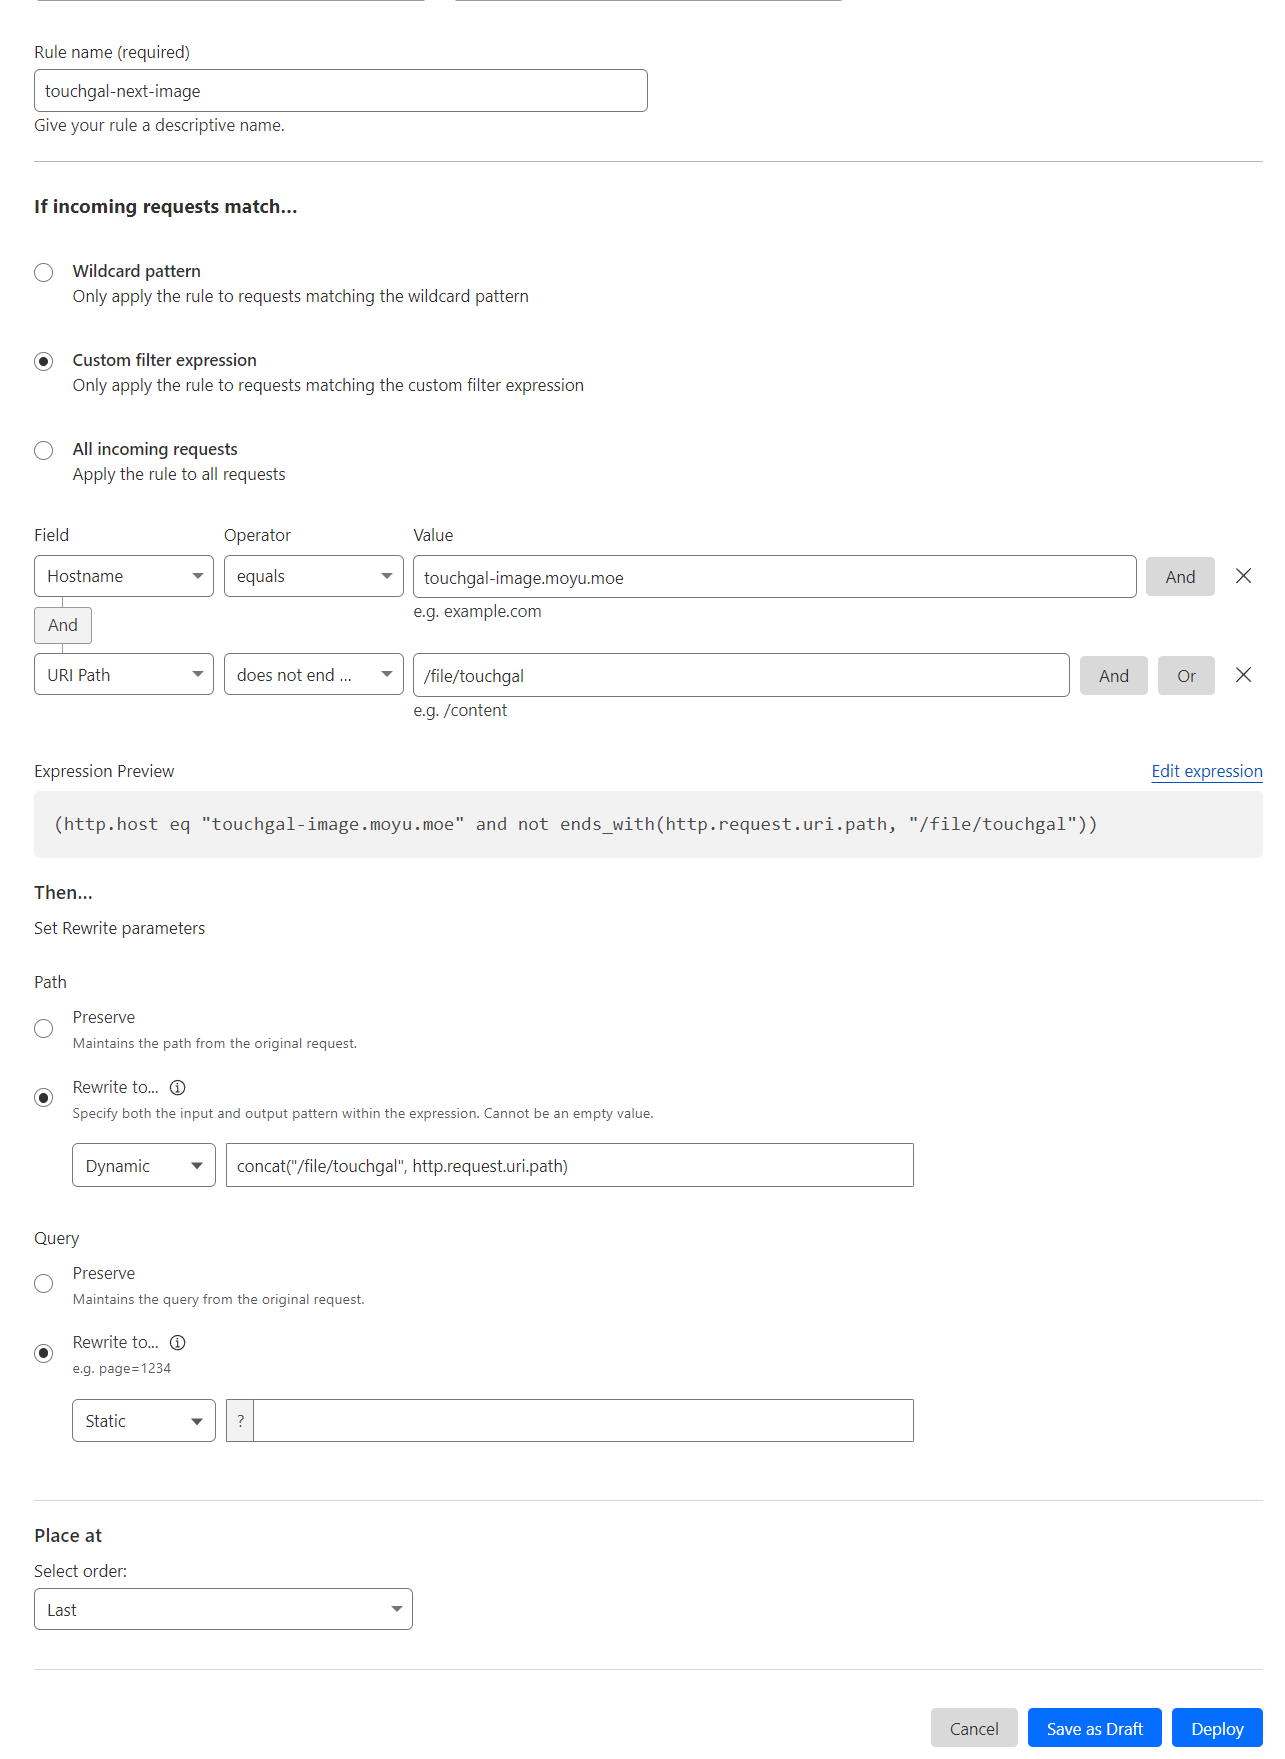 Rule name (required)
touchgal-next-image
Give your rule a descriptive name.
If incoming requests match...
Wildcard pattern
Only apply the rule to requests matching the wildcard pattern
Custom filter expression
Only apply the rule to requests matching the custom filter expression
All incoming requests
Apply the rule to all requests
Field Operator Value
Hostname equals touchgal-image.moyu.moe And
e.g. example.com
And
URI Path does not end ... /file/touchgal And Or
e.g. /content
Expression Preview Edit expression
(http.host eq "touchgal-image.moyu.moe" and not ends_with(http.request.uri.path, "/file/touchgal"))
Then...
Set Rewrite parameters
Path
Preserve
Maintains the path from the original request.
Rewrite to...
Specify both the input and output pattern within the expression. Cannot be an empty value.
Dynamic concat("/file/touchgal", http.request.uri.path)
Query
Preserve
Maintains the query from the original request.
Rewrite to...
e.g. page=1234
Static ?
Place at
Select order:
Last
Cancel Save as Draft Deploy